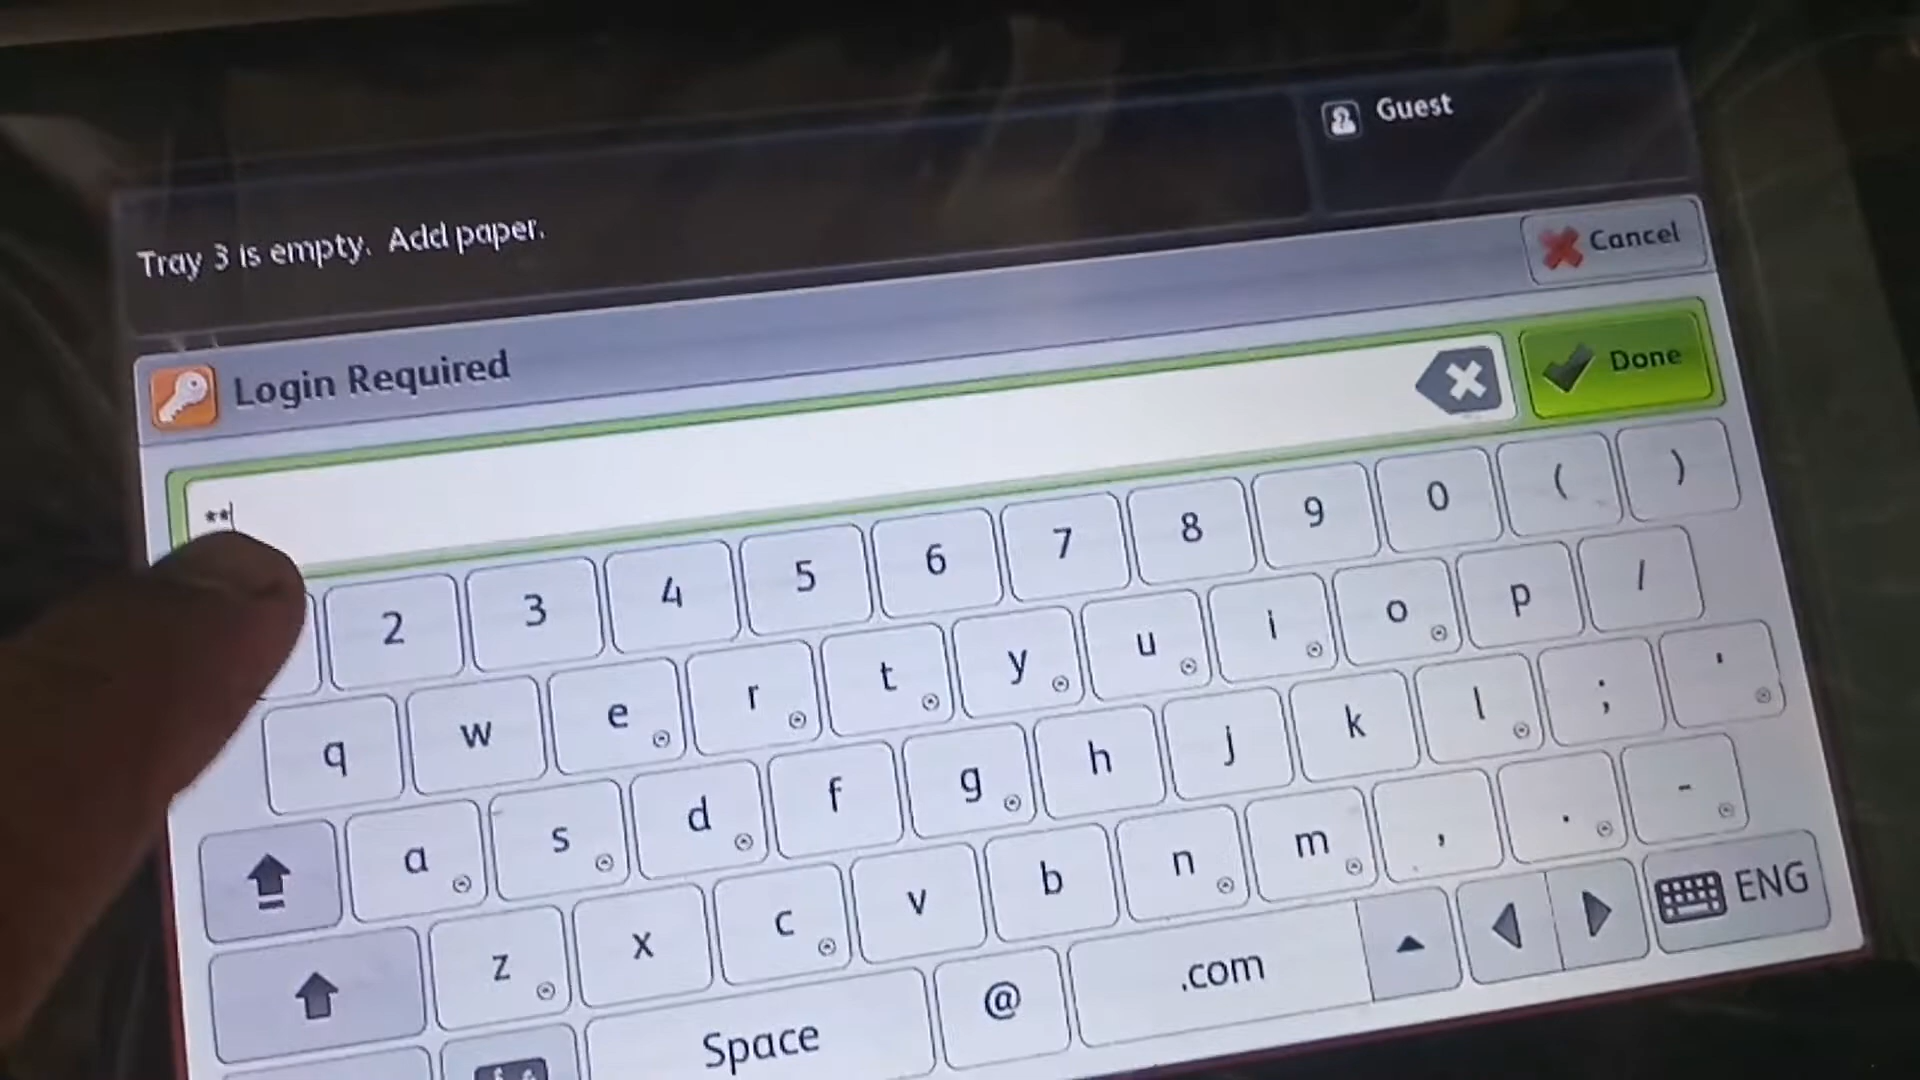 Guest
Tray 3 is empty. Add paper.
Cancel
Login Required
Done
**
2 3 4 5 6 7 8 9 0 ( )
q w e r t y u i o p /
a s d f g h j k l ; '
z x c v b n m , . -
Space @ .com ENG